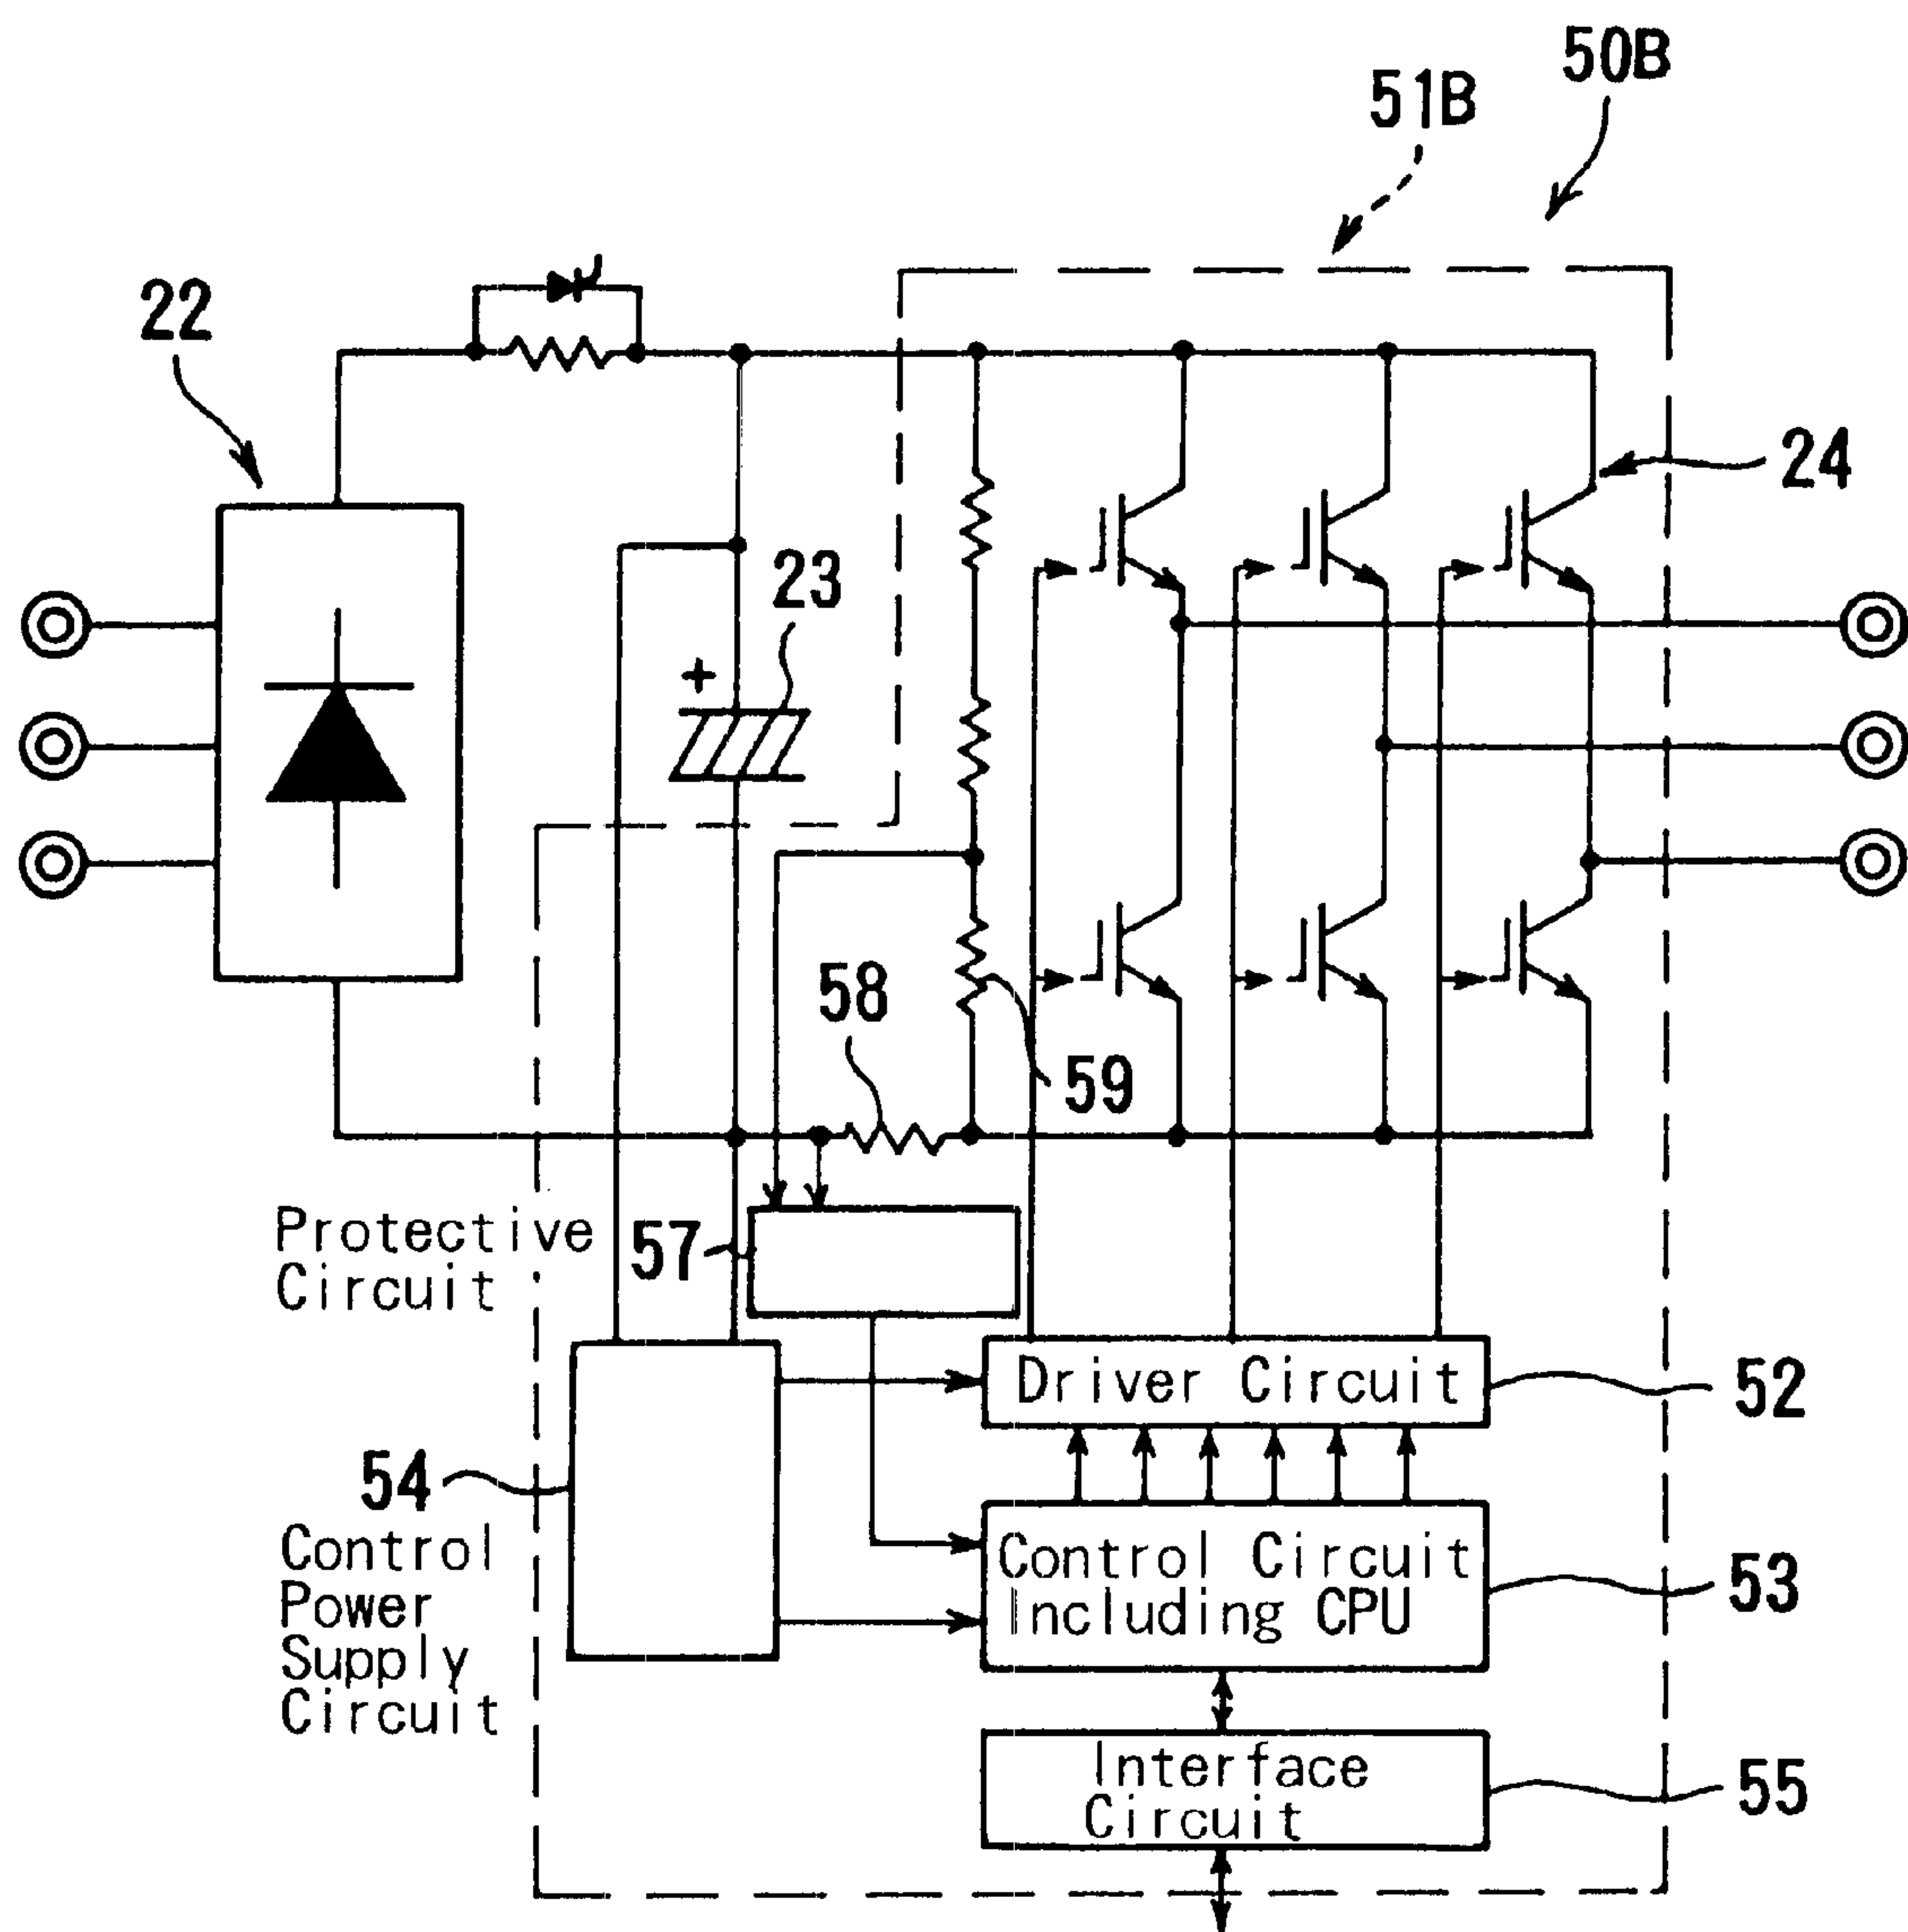 50B
51B
22
24
23
+
58
59
Protective
Circuit
57
Driver Circuit
52
54
Control
Power
Supply
Circuit
Control Circuit
Including CPU
53
Interface
Circuit
55